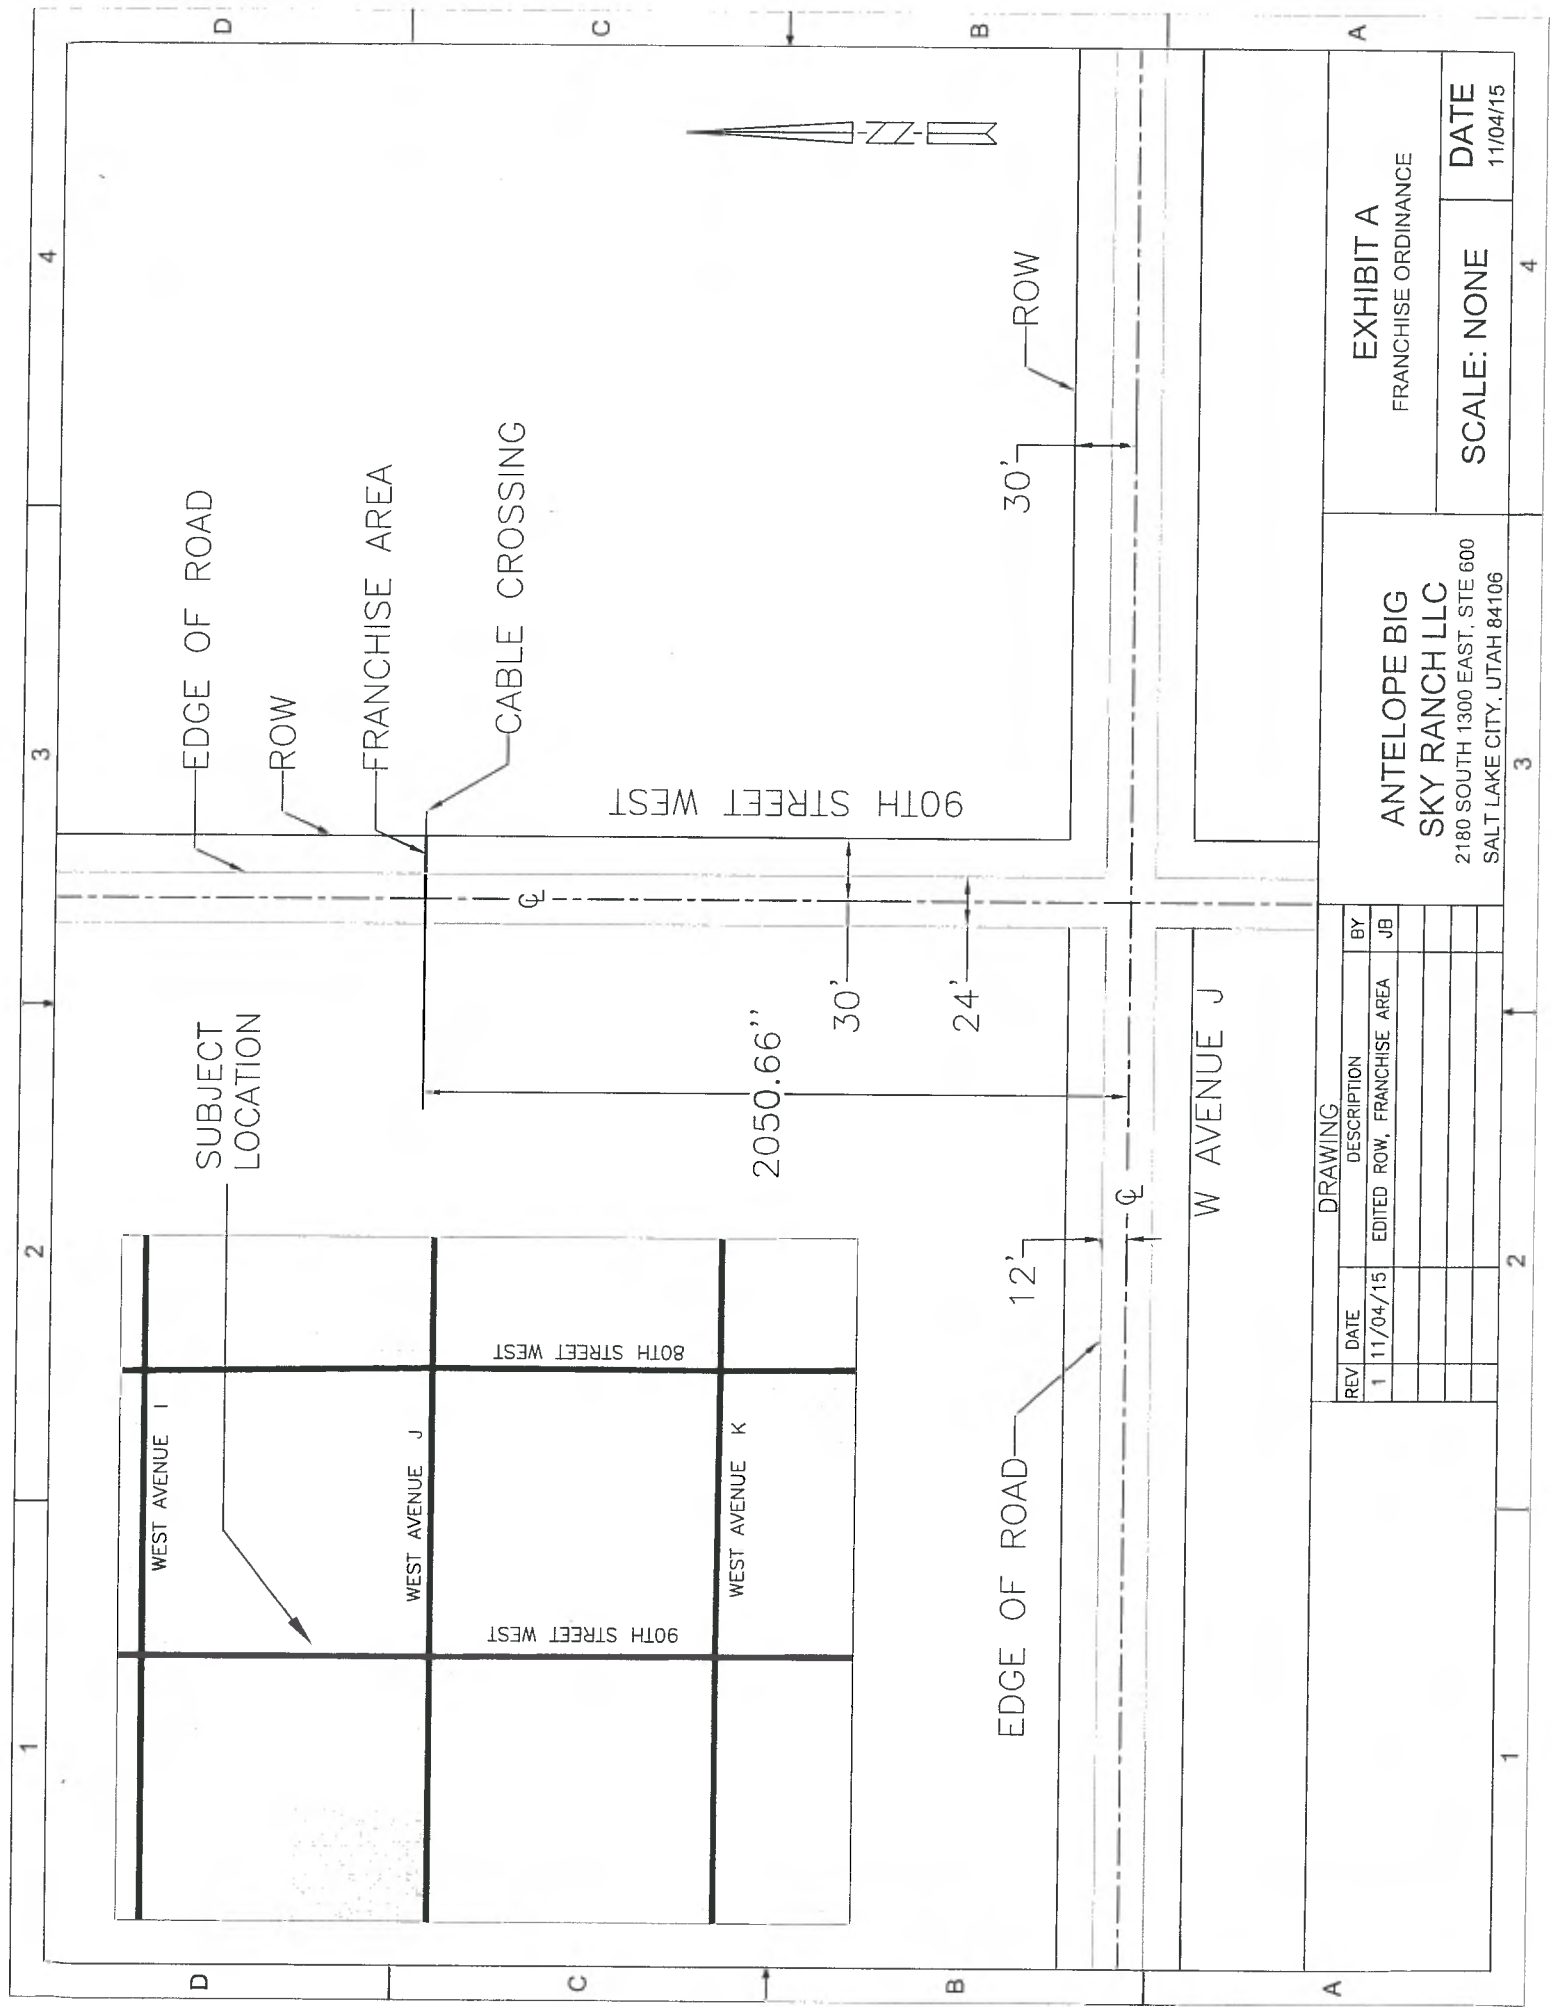 1
2
3
4
D
D
C
C
B
B
A
A
SUBJECT
LOCATION
EDGE OF ROAD
ROW
FRANCHISE AREA
CABLE CROSSING
WEST AVENUE I
WEST AVENUE J
WEST AVENUE K
90TH STREET WEST
80TH STREET WEST
℄
90TH STREET WEST
2050.66''
30'
24'
30'
ROW
12'
EDGE OF ROAD
℄
W AVENUE J
DRAWING
REV DATE DESCRIPTION BY
1 11/04/15 EDITED ROW, FRANCHISE AREA JB
ANTELOPE BIG
SKY RANCH LLC
2180 SOUTH 1300 EAST, STE 600
SALT LAKE CITY, UTAH 84106
EXHIBIT A
FRANCHISE ORDINANCE
SCALE: NONE
DATE
11/04/15
1
2
3
4